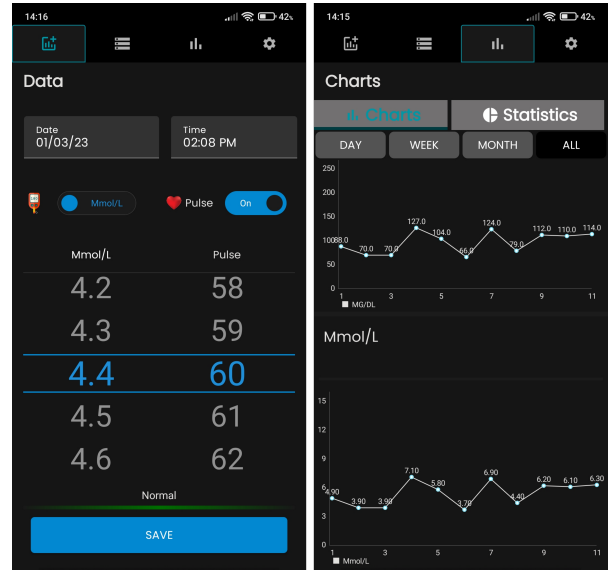 14:16
42%
Data
Date
01/03/23
Time
02:08 PM
Mmol/L
Pulse
On
Mmol/L Pulse
4.2 58
4.3 59
4.4 60
4.5 61
4.6 62
Normal
SAVE
14:15
42%
Charts
Charts
Statistics
DAY WEEK MONTH ALL
250
200
150
100
50
0
88.0 70.0 70.0 127.0 104.0 66.0 124.0 79.0 112.0 110.0 114.0
1 3 5 7 9 11
MG/DL
Mmol/L
15
12
9
6
3
0
4.90 3.90 3.90 7.10 5.80 3.70 6.90 4.40 6.20 6.10 6.30
1 3 5 7 9 11
Mmol/L